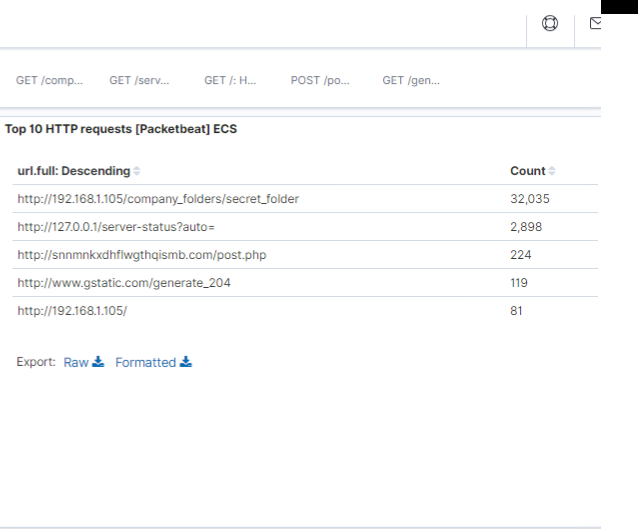 GET /comp... GET /serv... GET /: H... POST /po... GET /gen...
Top 10 HTTP requests [Packetbeat] ECS
url.full: Descending Count
http://192.168.1.105/company_folders/secret_folder 32,035
http://127.0.0.1/server-status?auto= 2,898
http://snnmnkxdhflwgthqismb.com/post.php 224
http://www.gstatic.com/generate_204 119
http://192.168.1.105/ 81
Export: Raw Formatted